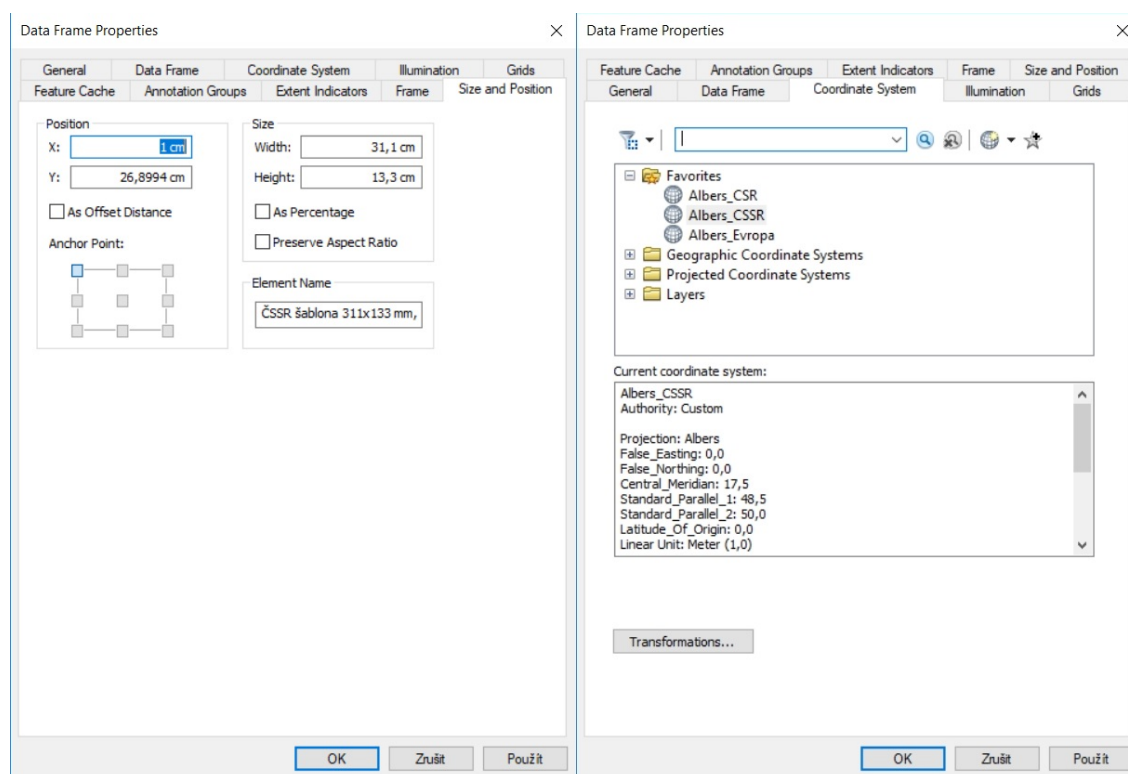 Data Frame Properties
General Data Frame Coordinate System Illumination Grids
Feature Cache Annotation Groups Extent Indicators Frame Size and Position
Position
X: 1 cm
Y: 26,8994 cm
As Offset Distance
Anchor Point:
Size
Width: 31,1 cm
Height: 13,3 cm
As Percentage
Preserve Aspect Ratio
Element Name
ČSSR šablona 311x133 mm,
OK Zrušit Použít
Data Frame Properties
Feature Cache Annotation Groups Extent Indicators Frame Size and Position
General Data Frame Coordinate System Illumination Grids
Favorites
Albers_CSR
Albers_CSSR
Albers_Evropa
Geographic Coordinate Systems
Projected Coordinate Systems
Layers
Current coordinate system:
Albers_CSSR
Authority: Custom
Projection: Albers
False_Easting: 0,0
False_Northing: 0,0
Central_Meridian: 17,5
Standard_Parallel_1: 48,5
Standard_Parallel_2: 50,0
Latitude_Of_Origin: 0,0
Linear Unit: Meter (1,0)
Transformations...
OK Zrušit Použít